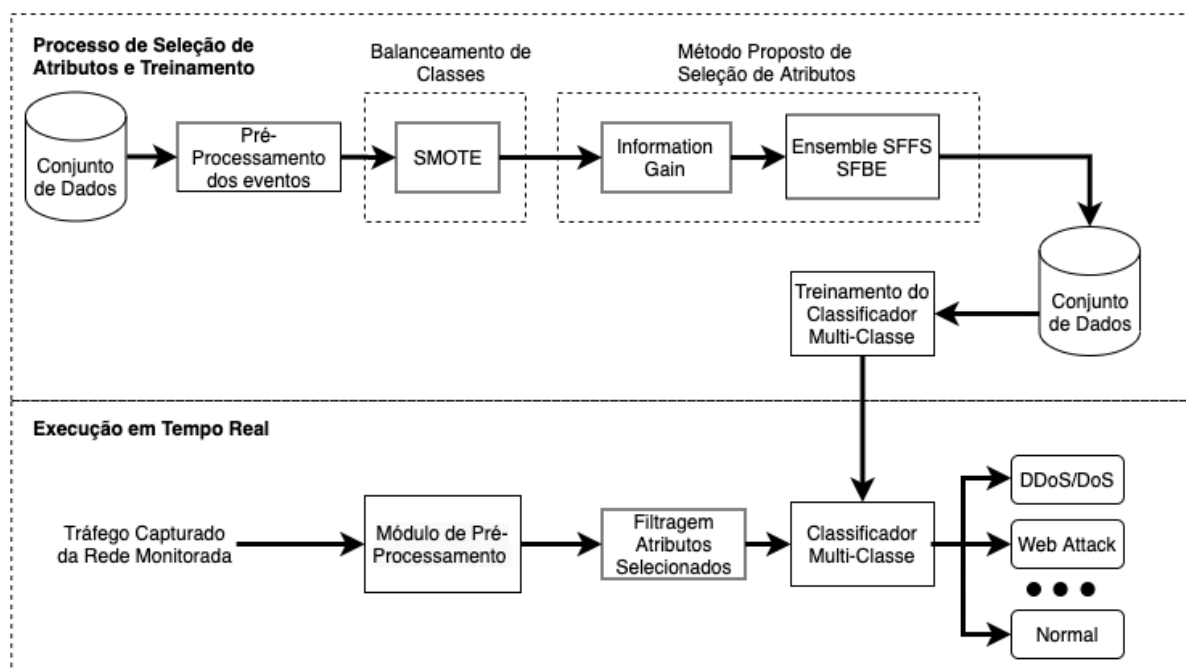 Processo de Seleção de
Atributos e Treinamento
Balanceamento de
Classes
Método Proposto de
Seleção de Atributos
Conjunto
de Dados
Pré-
Processamento
dos eventos
SMOTE
Information
Gain
Ensemble SFFS
SFBE
Conjunto
de Dados
Treinamento do
Classificador
Multi-Classe
Execução em Tempo Real
Tráfego Capturado
da Rede Monitorada
Módulo de Pré-
Processamento
Filtragem
Atributos
Selecionados
Classificador
Multi-Classe
DDoS/DoS
Web Attack
Normal